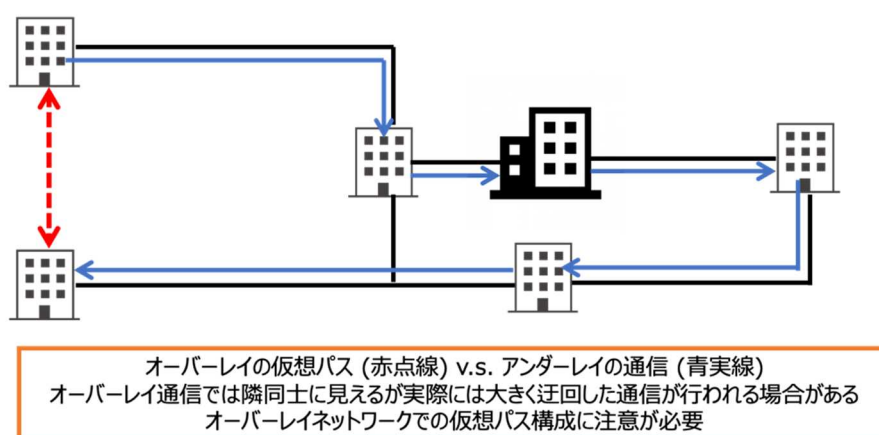 オーバーレイの仮想パス (赤点線) v.s. アンダーレイの通信 (青実線)
オーバーレイ通信では隣同士に見えるが実際には大きく迂回した通信が行われる場合がある
オーバーレイネットワークでの仮想パス構成に注意が必要